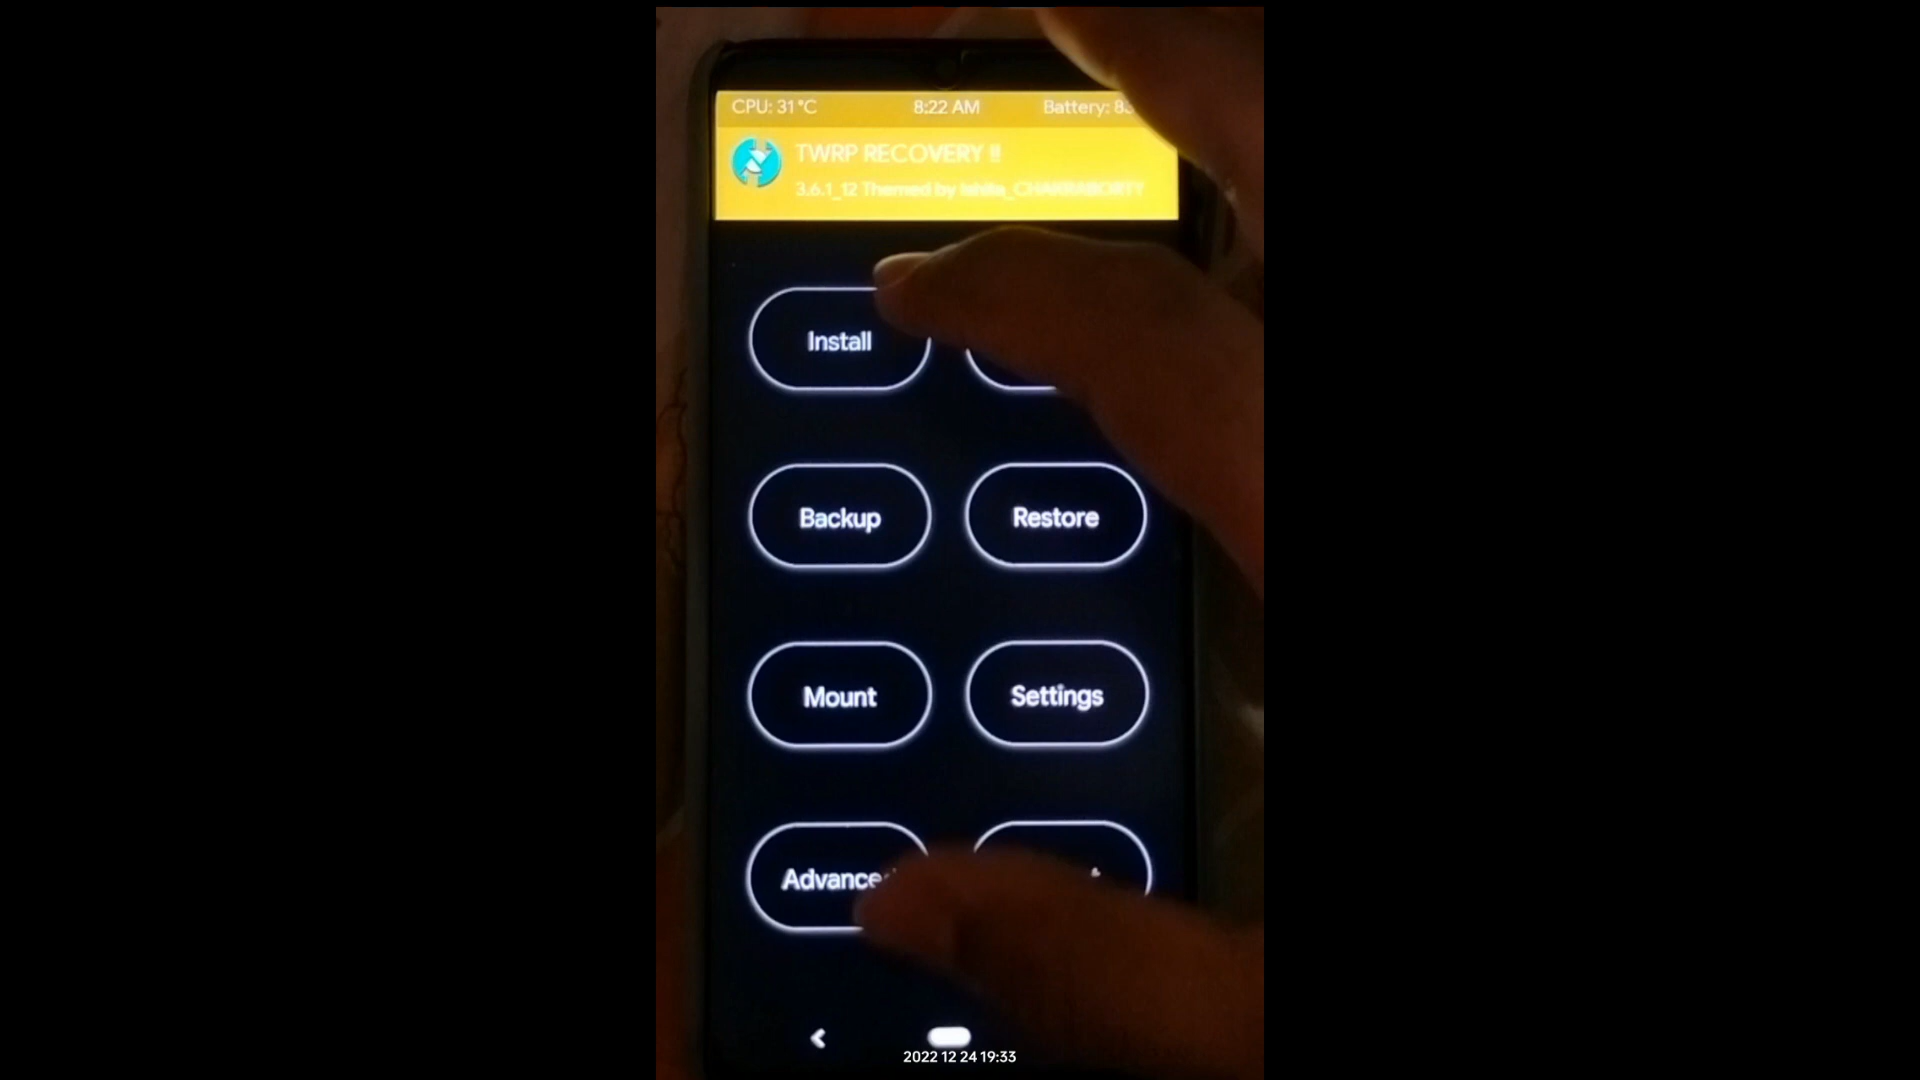 CPU: 31 °C 8:22 AM Battery: 83
TWRP RECOVERY !!
3.6.1_12 Themed by Ishita_CHAKRABORTY
Install
Backup Restore
Mount Settings
Advance
2022 12 24 19:33